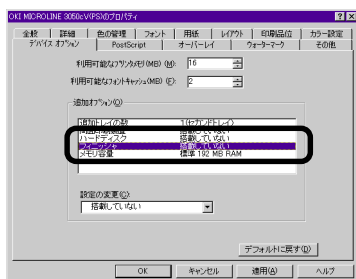 OKI MICROLINE 3050cV(PS)のプロパティ
全般 詳細 色の管理 フォント 用紙 レイアウト 印刷品位 カラー設定
デバイス オプション PostScript オーバーレイ ウォーターマーク その他
利用可能なプリンタメモリ(MB) (M): 16
利用可能なフォントキャッシュ(MB) (F): 2
追加オプション(O)
追加トレイの数 1(セカンドトレイ)
両面印刷装置 搭載していない
ハードディスク 搭載していない
フィニッシャ 搭載していない
メモリ容量 標準 192 MB RAM
設定の変更(C):
搭載していない
デフォルトに戻す(D)
OK キャンセル 適用(A) ヘルプ